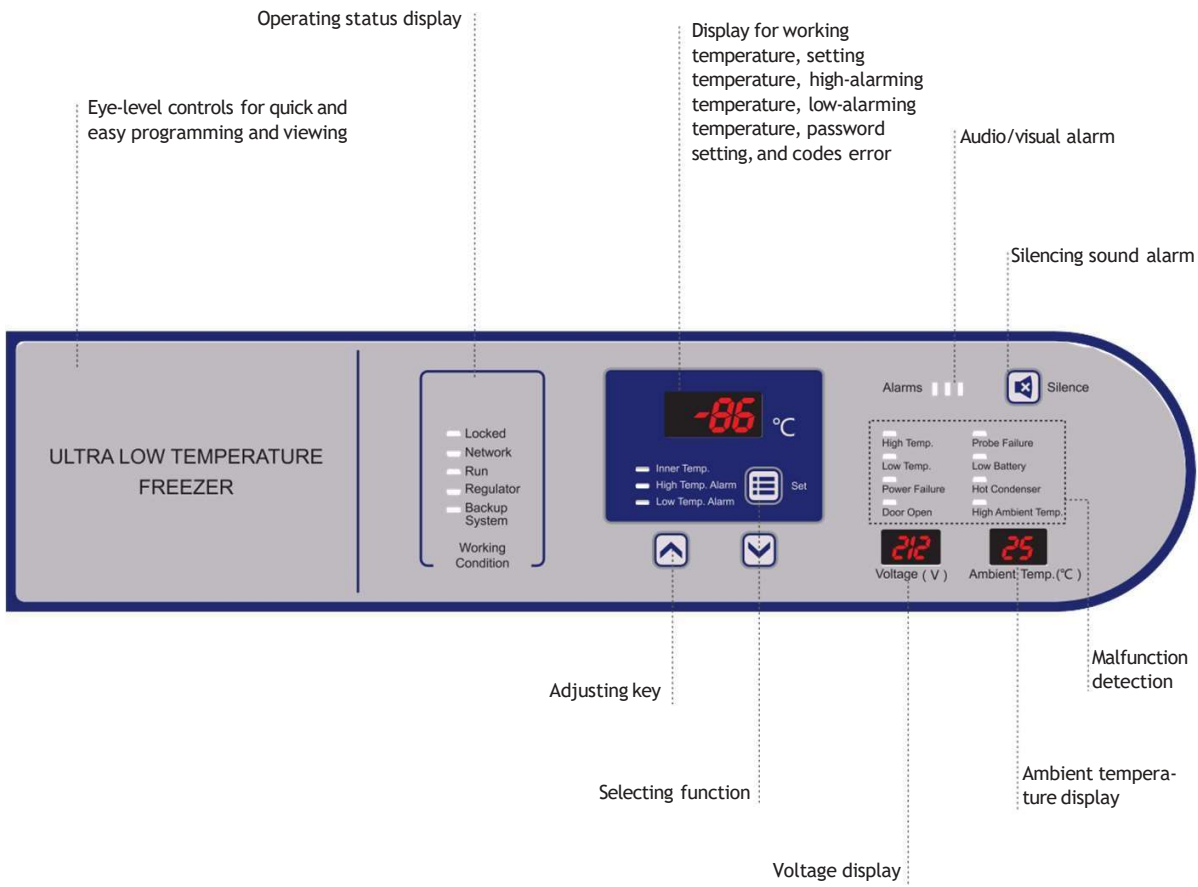 Operating status display
Display for working
temperature, setting
temperature, high-alarming
temperature, low-alarming
temperature, password
setting, and codes error
Eye-level controls for quick and
easy programming and viewing
Audio/visual alarm
Silencing sound alarm
ULTRA LOW TEMPERATURE
FREEZER
Locked
Network
Run
Regulator
Backup
System
Working
Condition
-86 °C
Inner Temp.
High Temp. Alarm
Low Temp. Alarm
Set
Alarms
Silence
High Temp.
Probe Failure
Low Temp.
Low Battery
Power Failure
Hot Condenser
Door Open
High Ambient Temp.
212
25
Voltage ( V )
Ambient Temp.(℃ )
Malfunction
detection
Adjusting key
Selecting function
Ambient tempera-
ture display
Voltage display